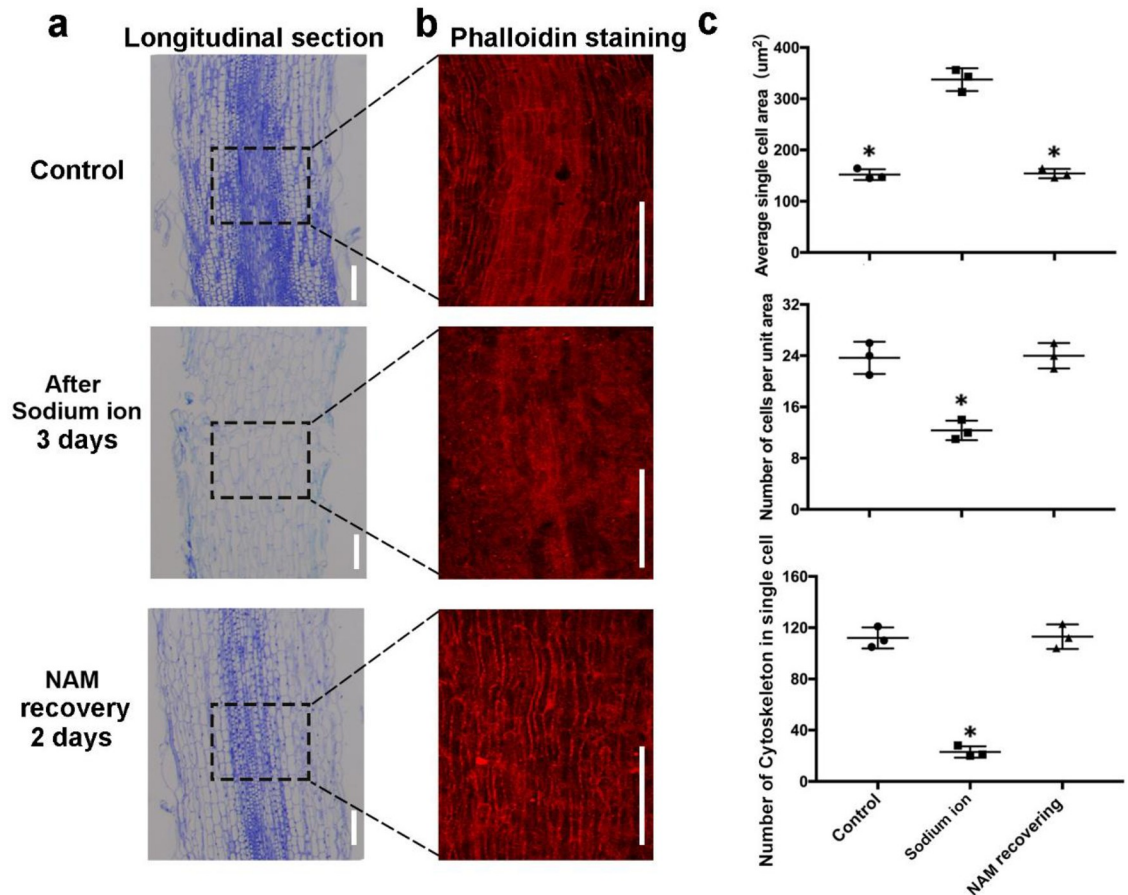 a
Longitudinal section
b
Phalloidin staining
c
Control
After
Sodium ion
3 days
NAM
recovery
2 days
Average single cell area (um²)
400
300
200
100
0
*
*
Number of cells per unit area
32
24
16
8
0
*
Number of Cytoskeleton in single cell
160
120
80
40
0
*
Control
Sodium ion
NAM recovering